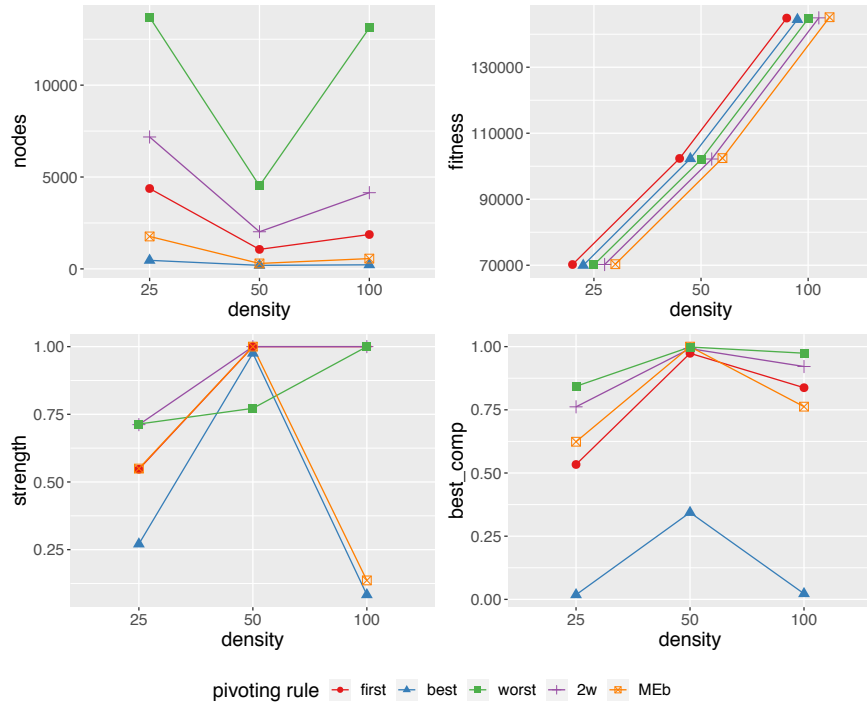 nodes
10000
5000
0
25 50 100
density
fitness
130000
110000
90000
70000
25 50 100
density
strength
1.00
0.75
0.50
0.25
25 50 100
density
best_comp
1.00
0.75
0.50
0.25
0.00
25 50 100
density
pivoting rule first best worst 2w MEb